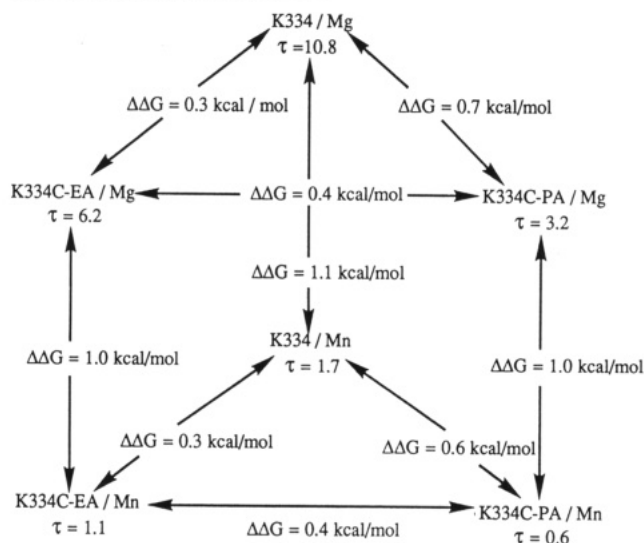 K334 / Mg
τ =10.8
ΔΔG = 0.3 kcal / mol
ΔΔG = 0.7 kcal/mol
K334C-EA / Mg
τ = 6.2
ΔΔG = 0.4 kcal/mol
K334C-PA / Mg
τ = 3.2
ΔΔG = 1.1 kcal/mol
K334 / Mn
τ = 1.7
ΔΔG = 1.0 kcal/mol
ΔΔG = 1.0 kcal/mol
ΔΔG = 0.3 kcal/mol
ΔΔG = 0.6 kcal/mol
K334C-EA / Mn
τ = 1.1
ΔΔG = 0.4 kcal/mol
K334C-PA / Mn
τ = 0.6